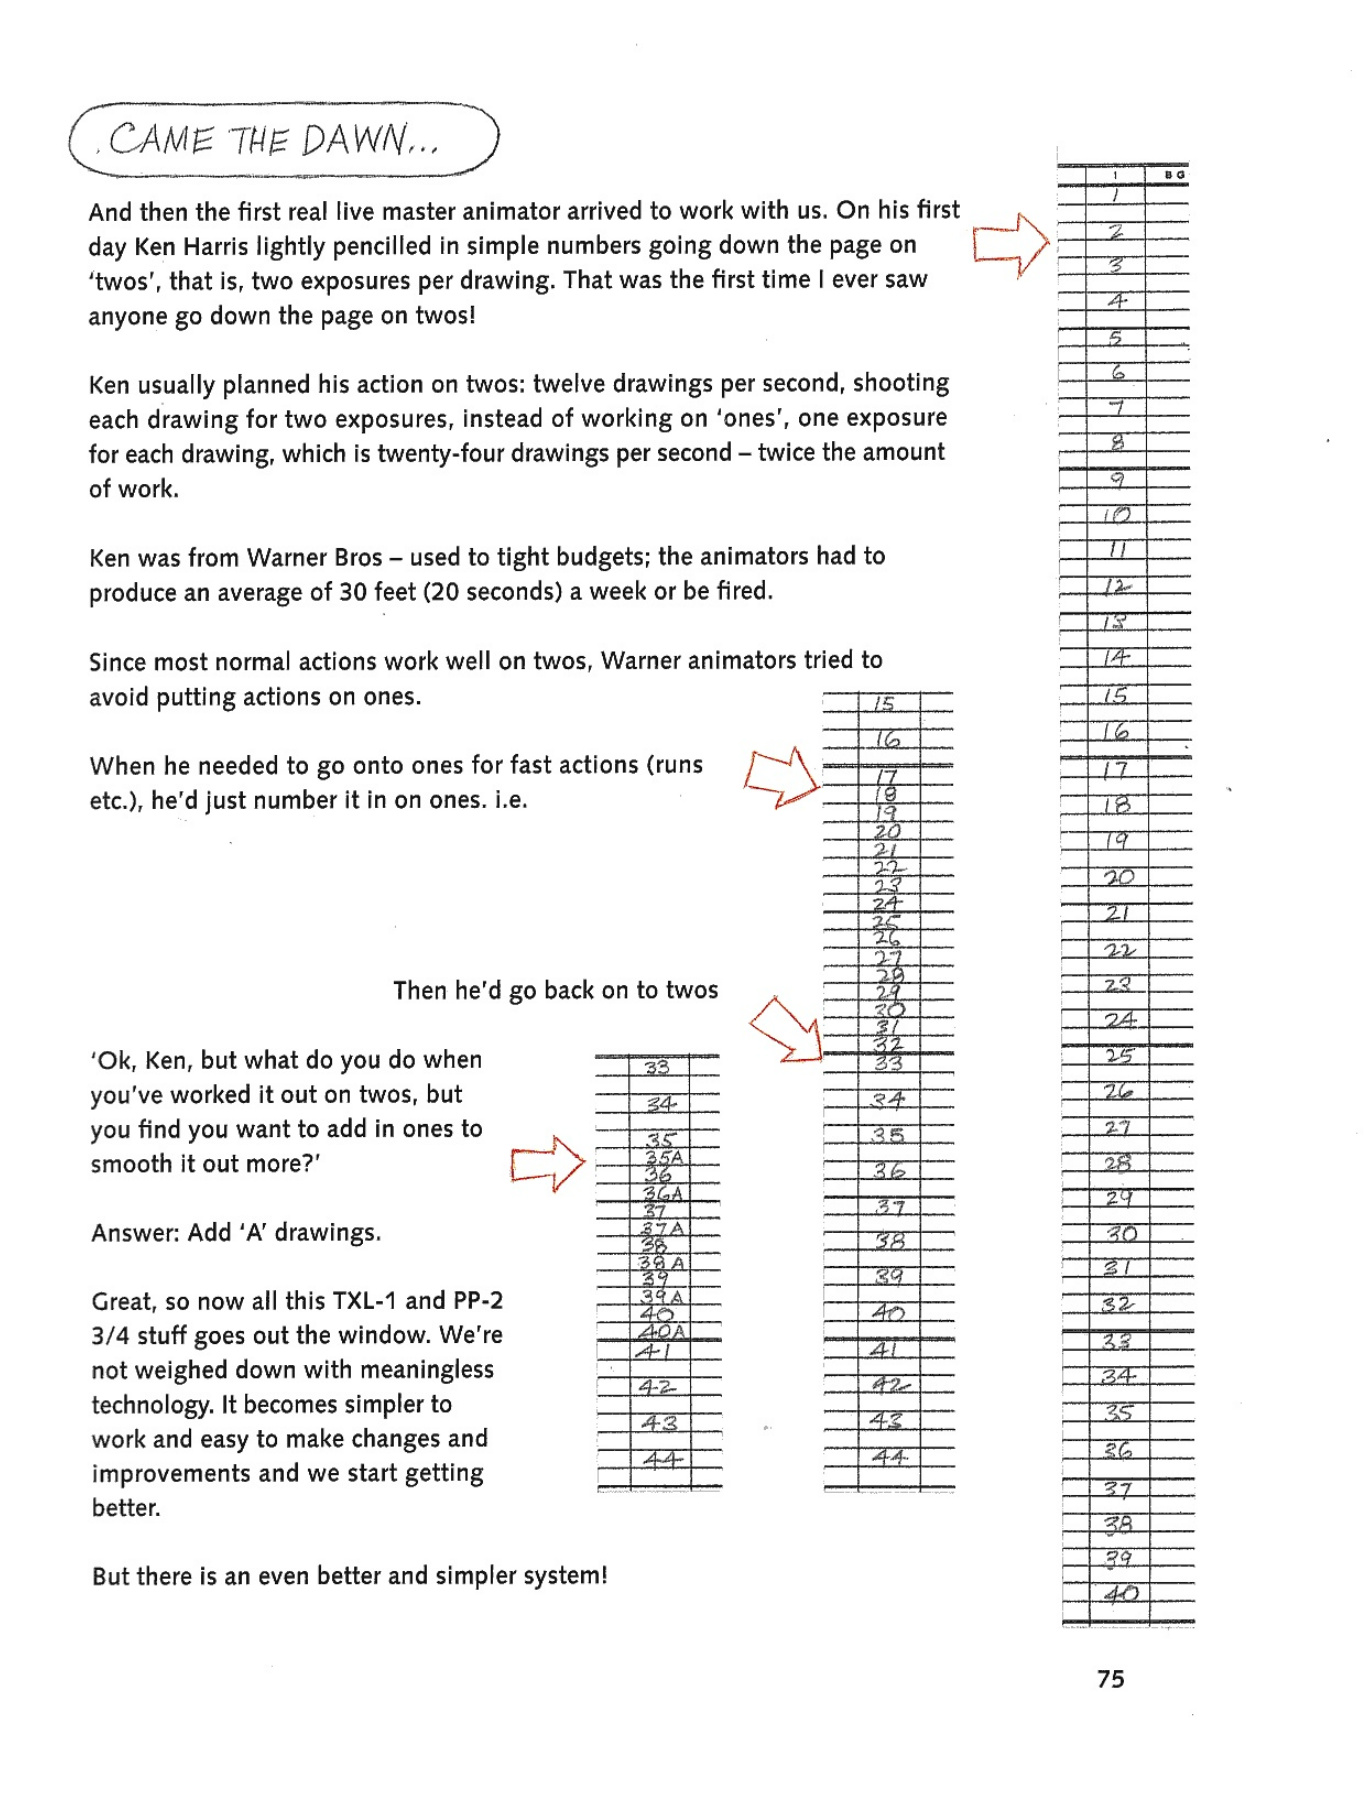 CAME THE DAWN...
And then the first real live master animator arrived to work with us. On his first
day Ken Harris lightly pencilled in simple numbers going down the page on
‘twos’, that is, two exposures per drawing. That was the first time I ever saw
anyone go down the page on twos!
Ken usually planned his action on twos: twelve drawings per second, shooting
each drawing for two exposures, instead of working on ‘ones’, one exposure
for each drawing, which is twenty-four drawings per second – twice the amount
of work.
Ken was from Warner Bros – used to tight budgets; the animators had to
produce an average of 30 feet (20 seconds) a week or be fired.
Since most normal actions work well on twos, Warner animators tried to
avoid putting actions on ones.
When he needed to go onto ones for fast actions (runs
etc.), he’d just number it in on ones. i.e.
Then he’d go back on to twos
‘Ok, Ken, but what do you do when
you’ve worked it out on twos, but
you find you want to add in ones to
smooth it out more?’
Answer: Add ‘A’ drawings.
Great, so now all this TXL-1 and PP-2
3/4 stuff goes out the window. We’re
not weighed down with meaningless
technology. It becomes simpler to
work and easy to make changes and
improvements and we start getting
better.
But there is an even better and simpler system!
33
34
35
35A
36
36A
37
37A
38
38A
39
39A
40
40A
41
42
43
44
15
16
17
18
19
20
21
22
23
24
25
26
27
28
29
30
31
32
33
34
35
36
37
38
39
40
41
42
43
44
1 BG
1
2
3
4
5
6
7
8
9
10
11
12
13
14
15
16
17
18
19
20
21
22
23
24
25
26
27
28
29
30
31
32
33
34
35
36
37
38
39
40
75